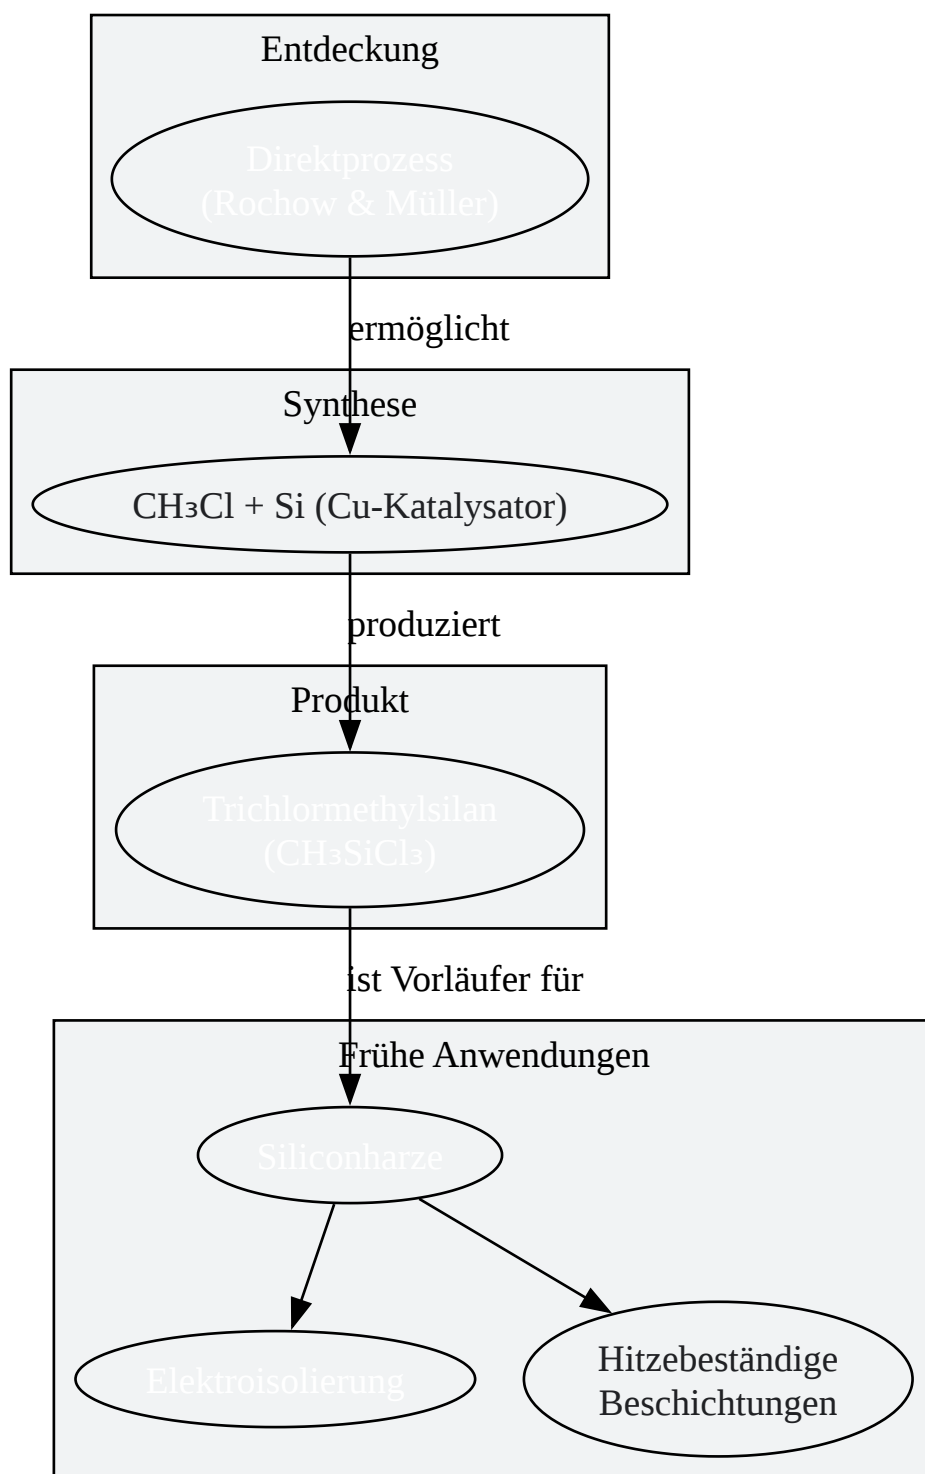 Entdeckung
Direktprozess
(Rochow & Müller)
ermöglicht
Synthese
CH₃Cl + Si (Cu-Katalysator)
produziert
Produkt
Trichlormethylsilan
(CH₃SiCl₃)
ist Vorläufer für
Frühe Anwendungen
Siliconharze
Elektroisolierung
Hitzebeständige
Beschichtungen